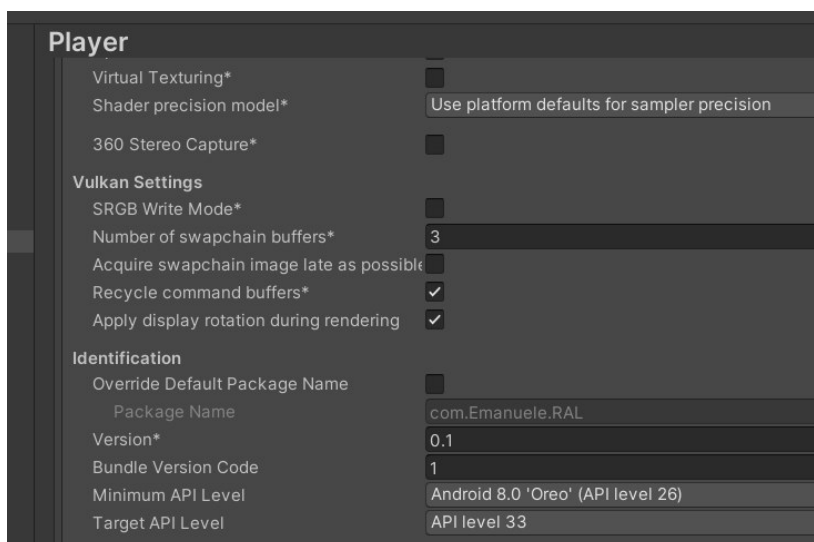 Player
Virtual Texturing*
Shader precision model* Use platform defaults for sampler precision
360 Stereo Capture*
Vulkan Settings
SRGB Write Mode*
Number of swapchain buffers* 3
Acquire swapchain image late as possible
Recycle command buffers*
Apply display rotation during rendering
Identification
Override Default Package Name
Package Name com.Emanuele.RAL
Version* 0.1
Bundle Version Code 1
Minimum API Level Android 8.0 'Oreo' (API level 26)
Target API Level API level 33